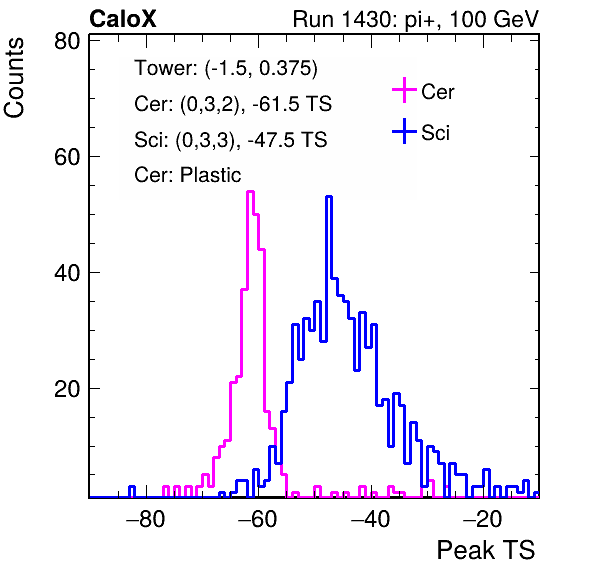 CaloX Run 1430: pi+, 100 GeV
Counts
80
60
40
20
Tower: (-1.5, 0.375)
Cer: (0,3,2), -61.5 TS
Sci: (0,3,3), -47.5 TS
Cer: Plastic
Cer
Sci
−80 −60 −40 −20
Peak TS